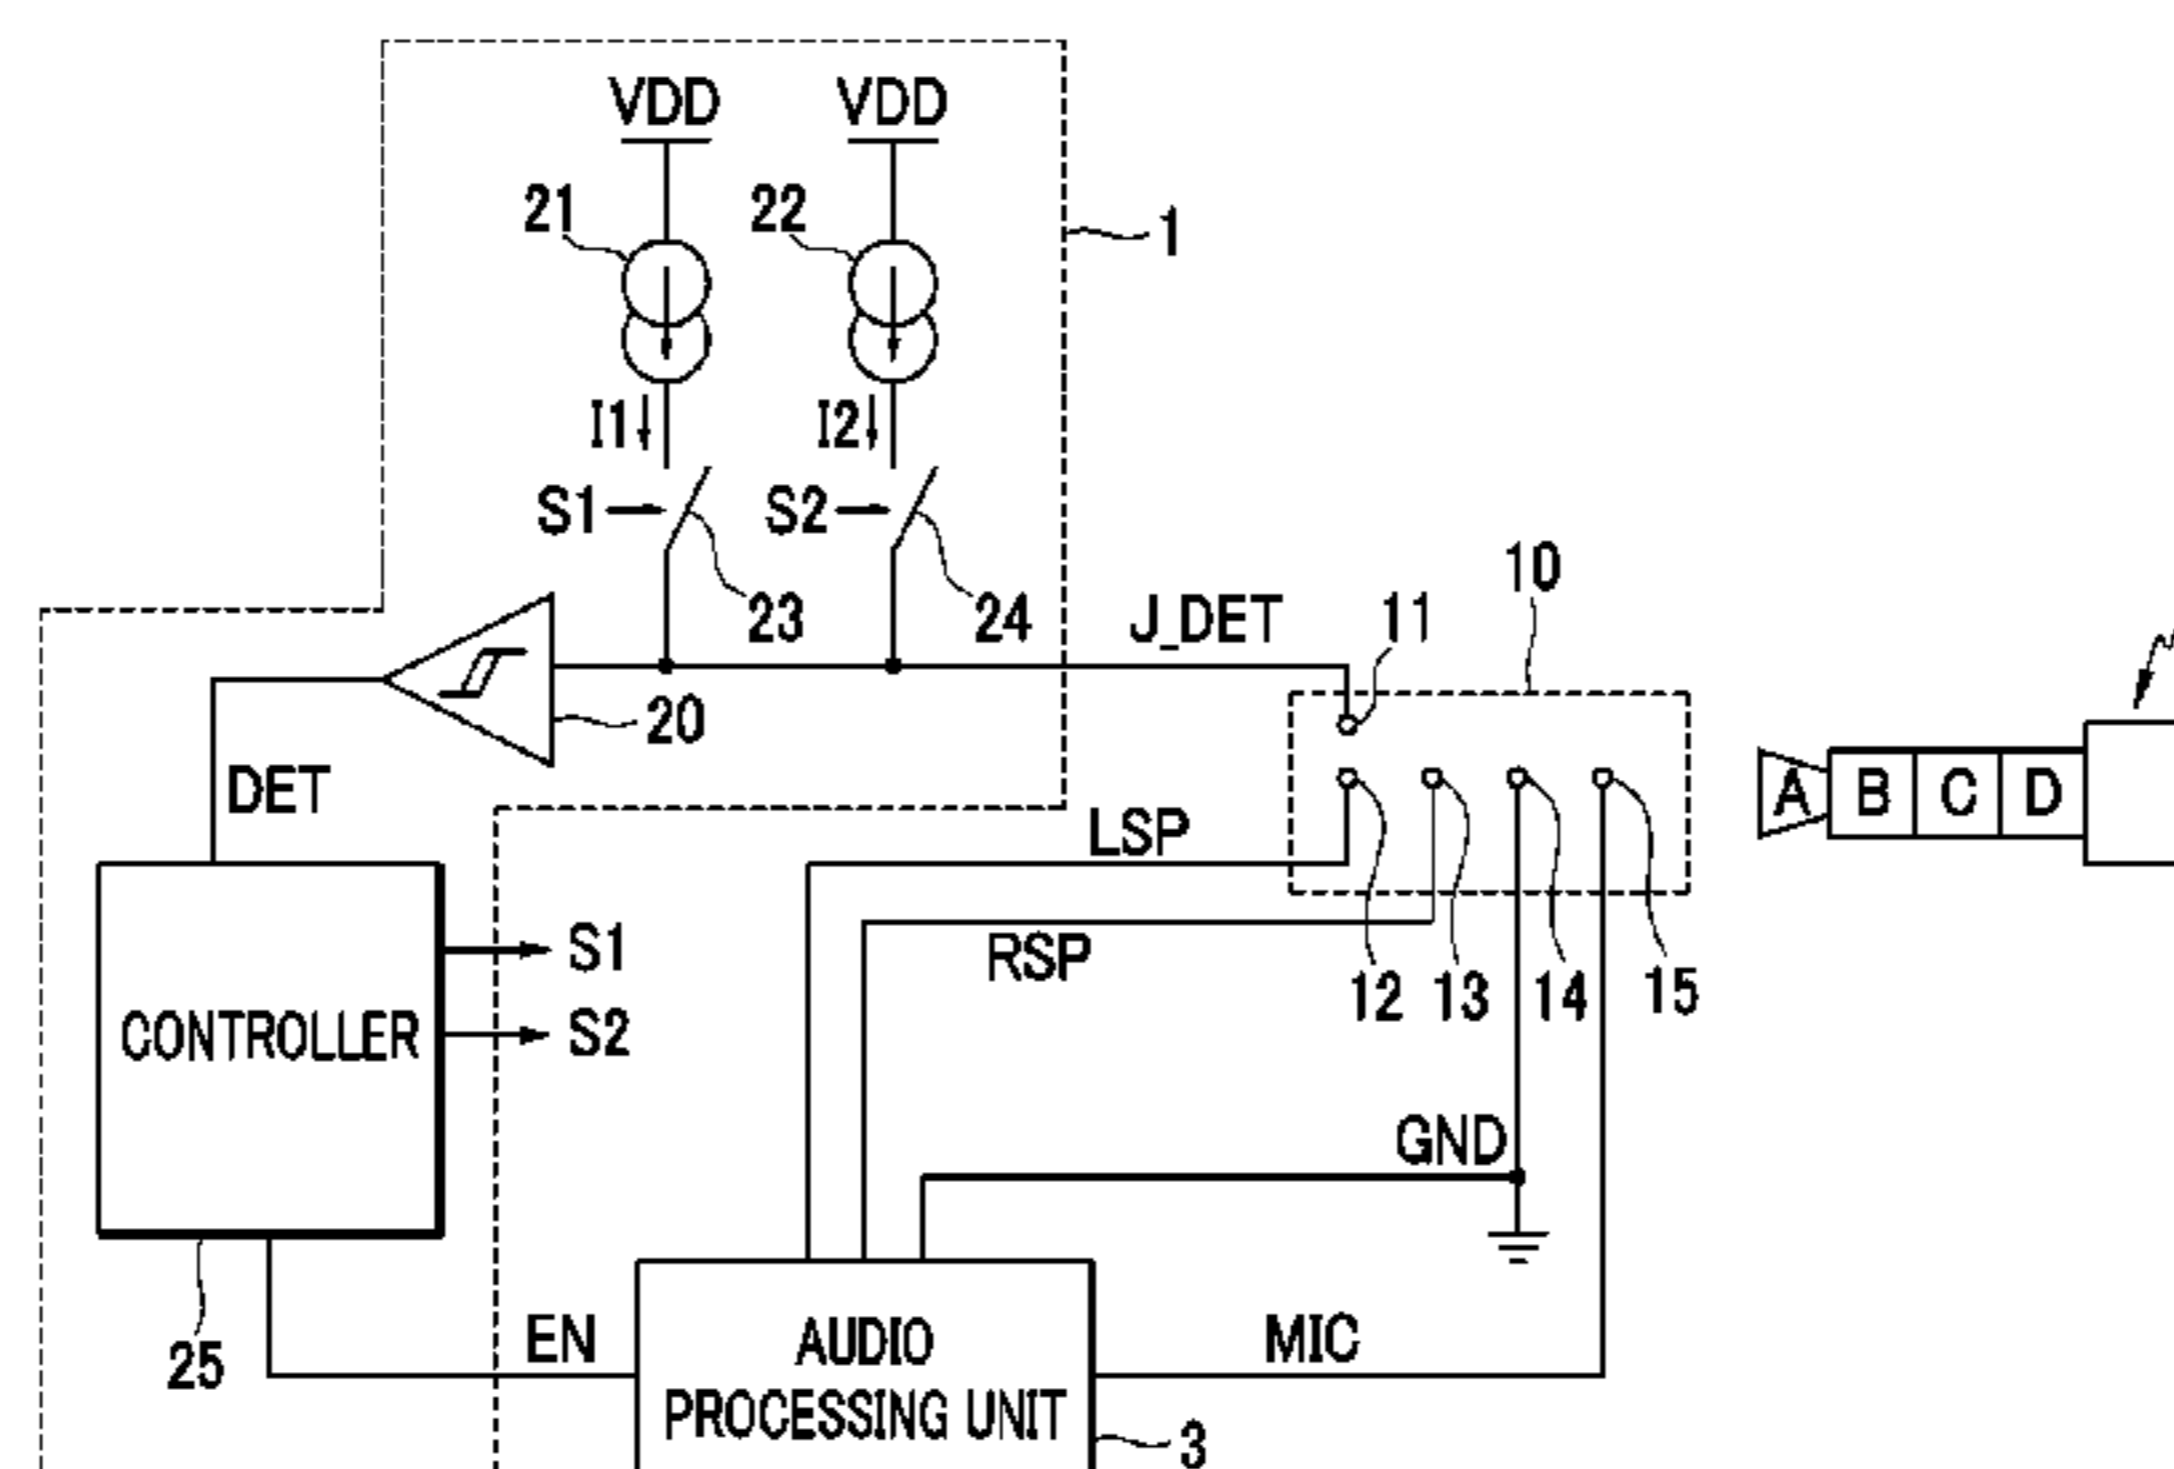 VDD VDD
21 22
1
I1 I2
S1 S2
10
23 24 J_DET 11
20
DET
A B C D
LSP
S1
RSP
12 13 14 15
CONTROLLER S2
GND
EN AUDIO MIC
25
PROCESSING UNIT
3